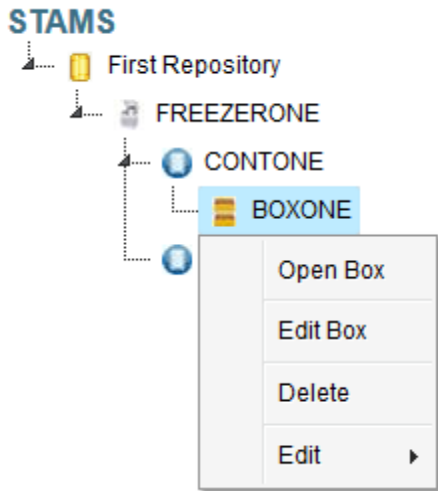 STAMS
First Repository
FREEZERONE
CONTONE
BOXONE
Open Box
Edit Box
Delete
Edit